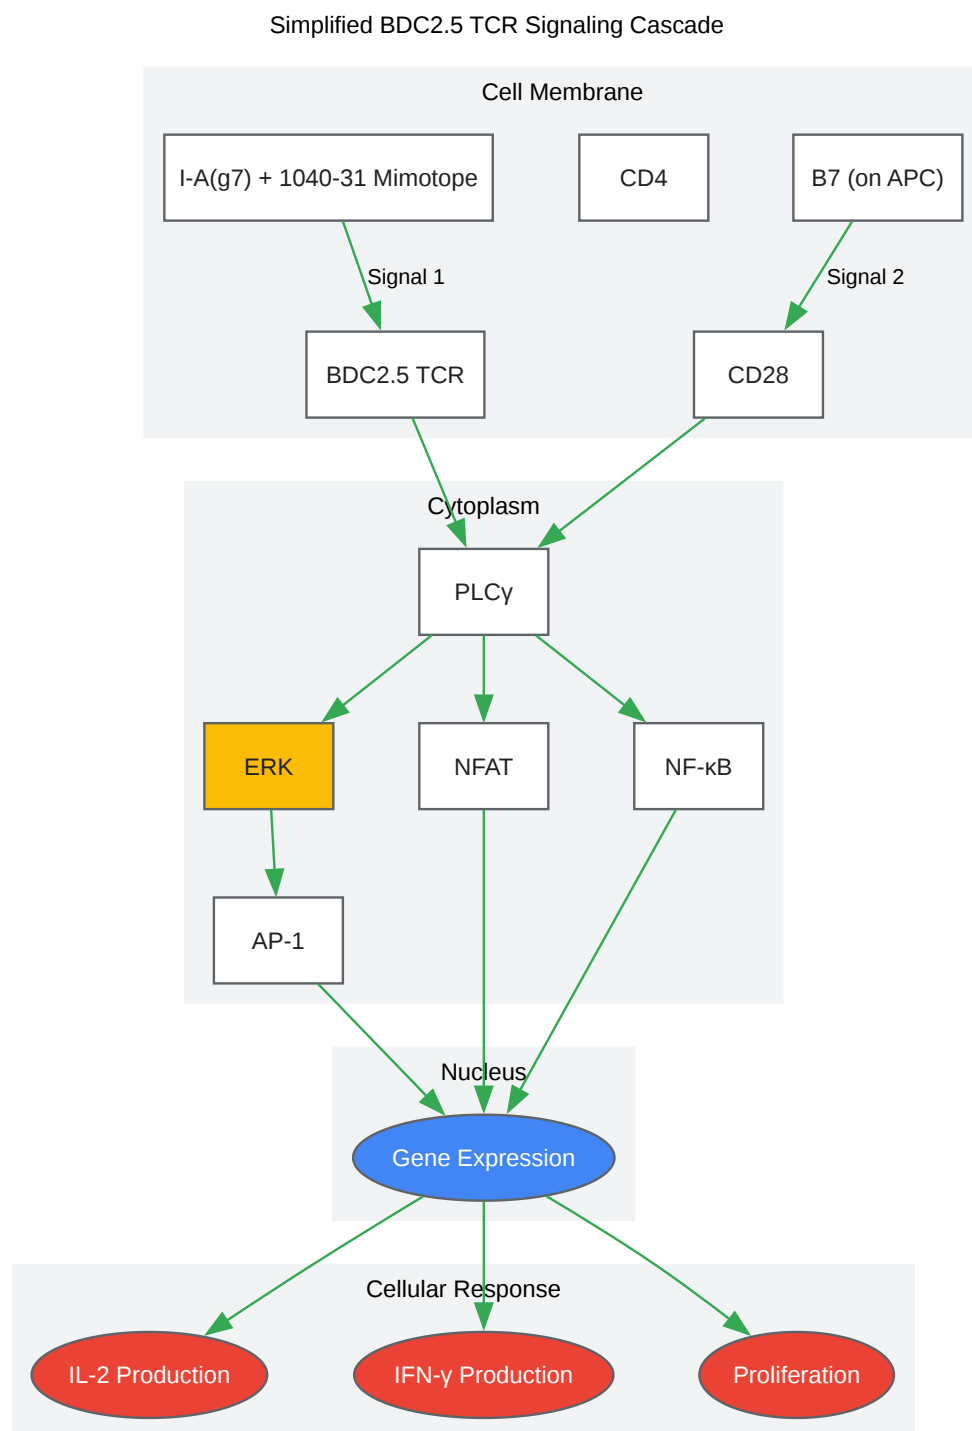 Simplified BDC2.5 TCR Signaling Cascade
Cell Membrane
I-A(g7) + 1040-31 Mimotope
CD4
B7 (on APC)
Signal 1
Signal 2
BDC2.5 TCR
CD28
Cytoplasm
PLCγ
ERK
NFAT
NF-κB
AP-1
Nucleus
Gene Expression
Cellular Response
IL-2 Production
IFN-γ Production
Proliferation